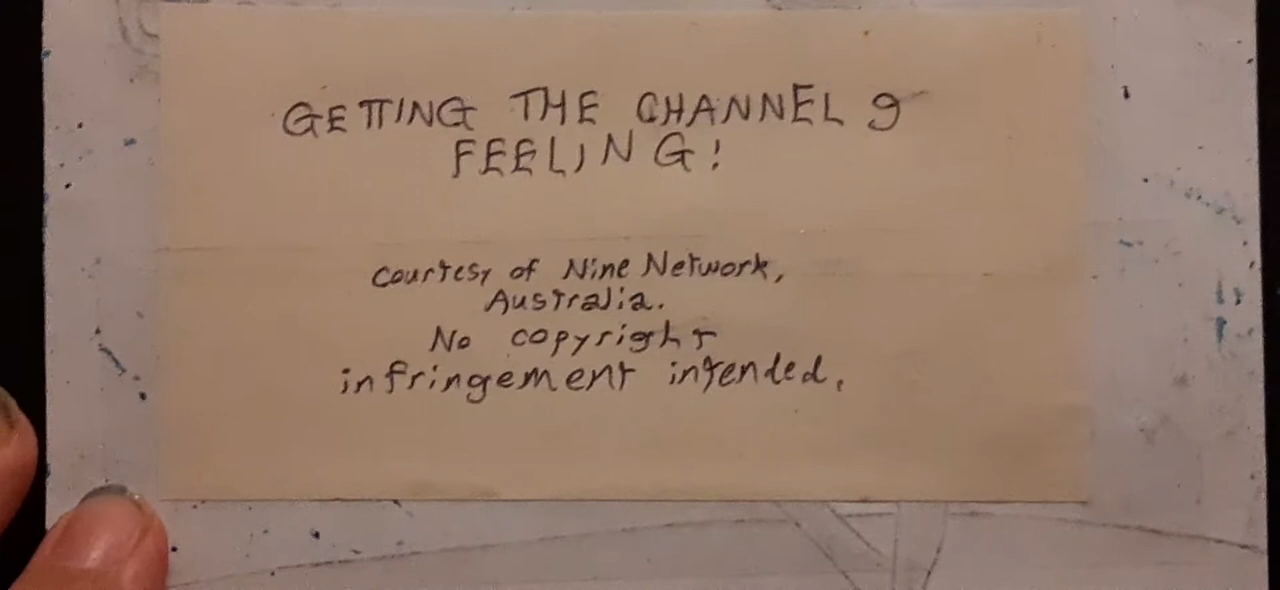 GETTING THE CHANNEL 9
FEELING!
courtesy of Nine Network,
Australia.
No copyright
infringement intended.